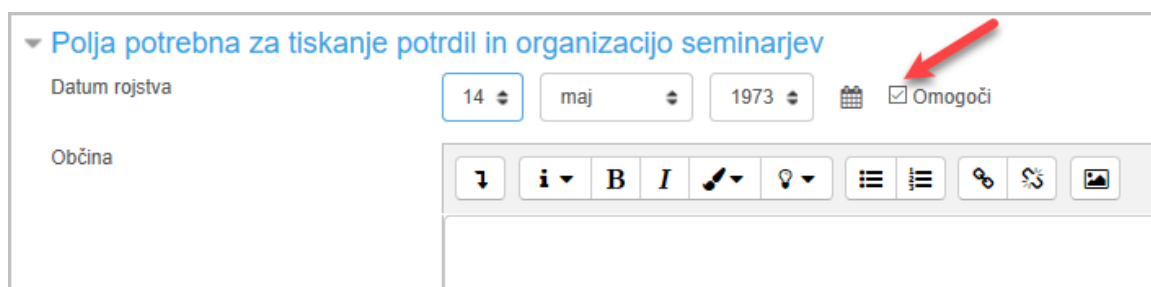 Polja potrebna za tiskanje potrdil in organizacijo seminarjev
Datum rojstva 14 maj 1973 Omogoči
Občina
i B I